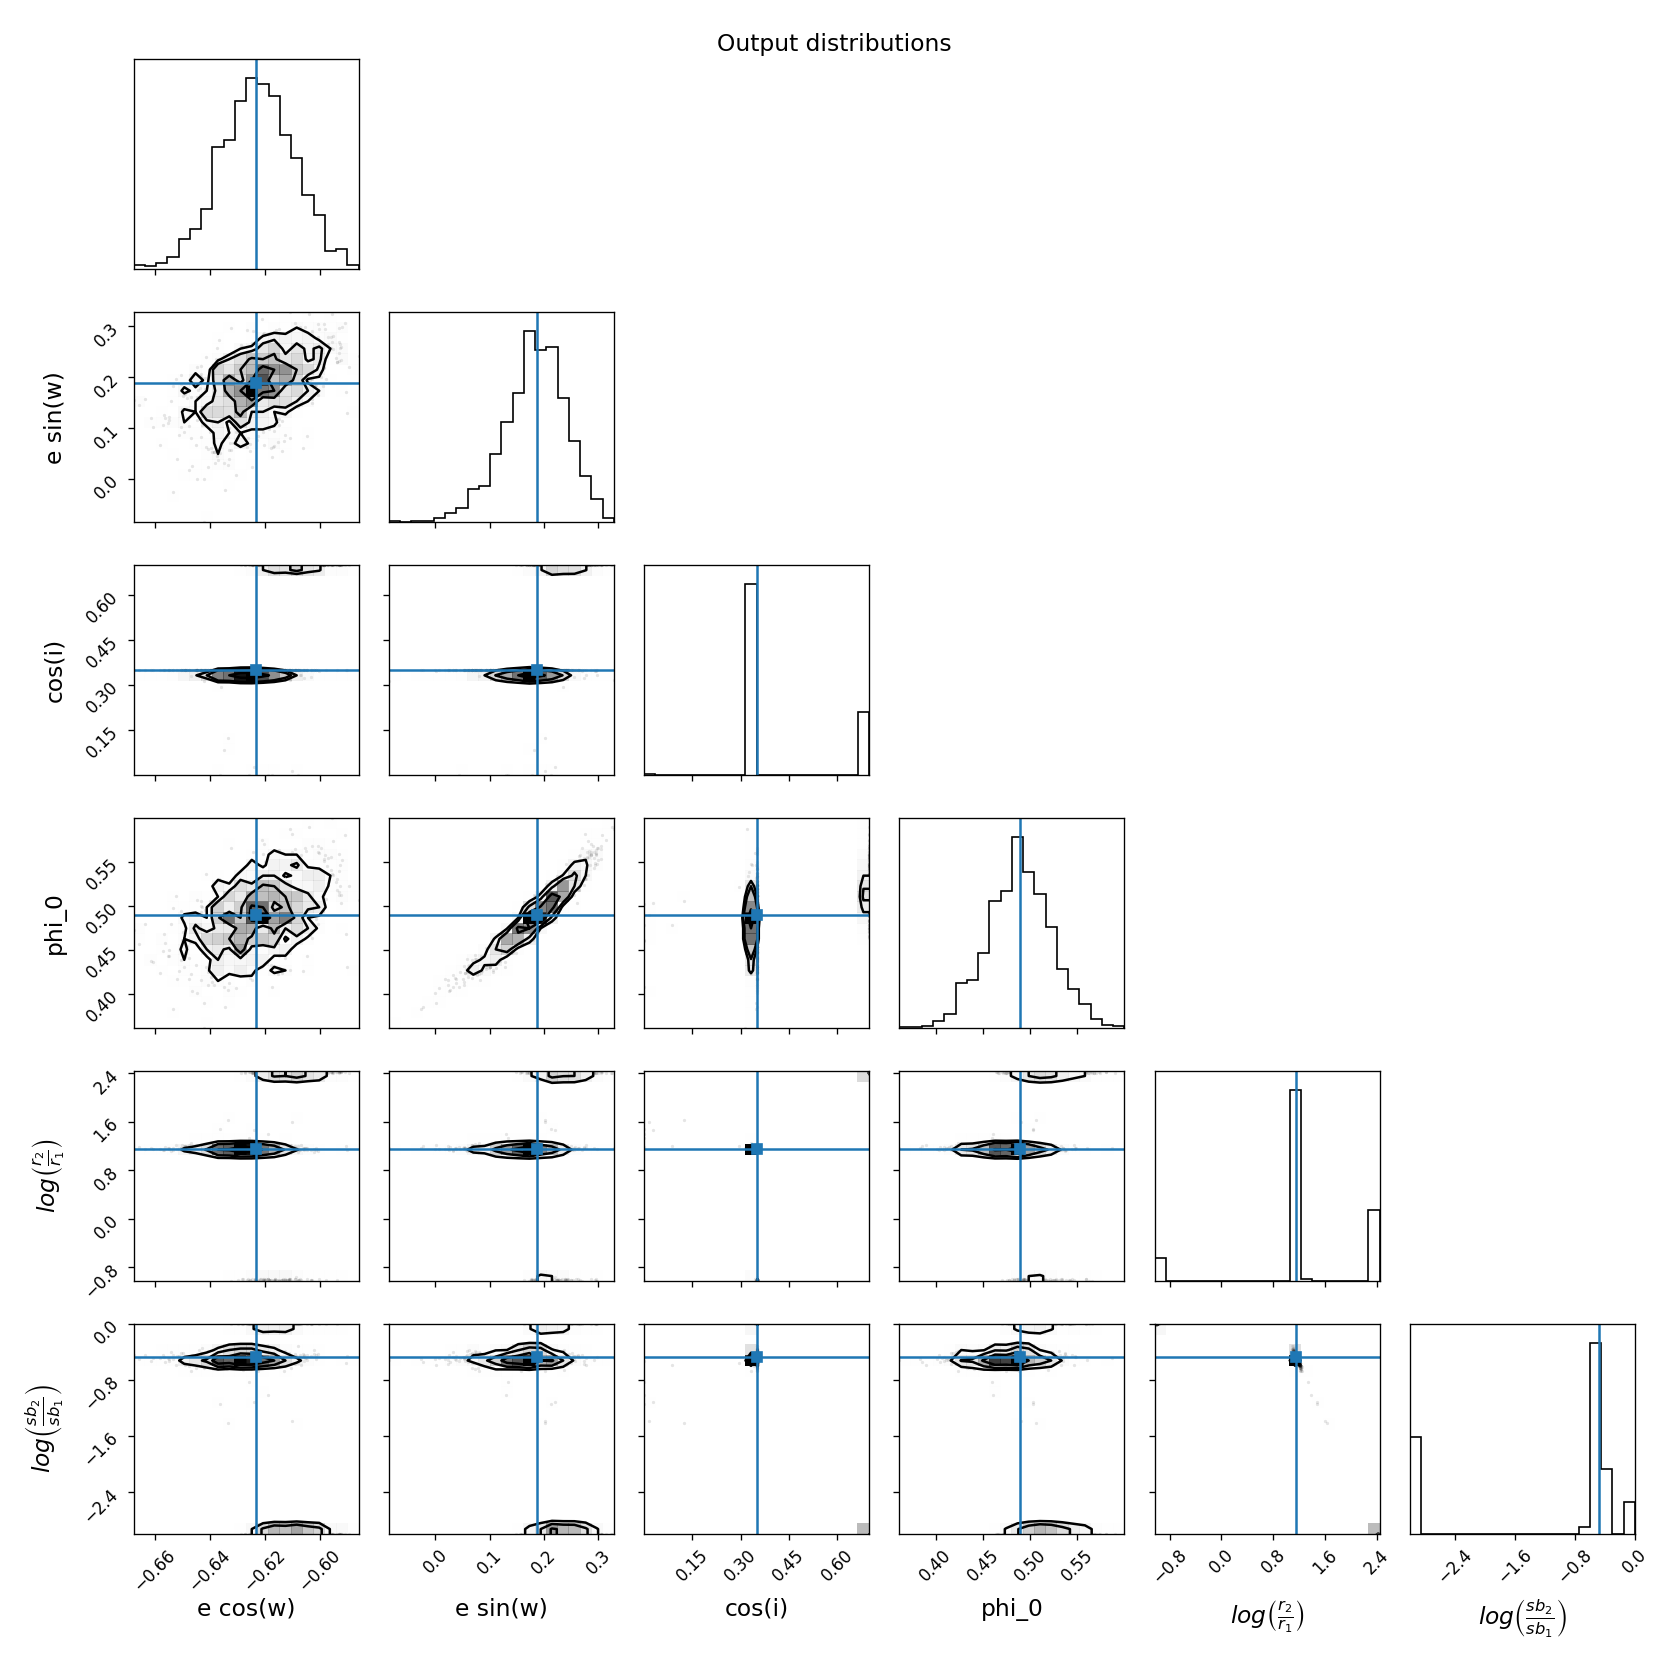 Output distributions
0.3
0.2
0.1
0.0
e sin(w)
0.60
0.45
0.30
0.15
cos(i)
0.55
0.50
0.45
0.40
phi_0
2.4
1.6
0.8
0.0
−0.8
log(r2/r1)
0.0
−0.8
−1.6
−2.4
log(sb2/sb1)
−0.66 −0.64 −0.62 −0.60 0.0 0.1 0.2 0.3 0.15 0.30 0.45 0.60 0.40 0.45 0.50 0.55 −0.8 0.0 0.8 1.6 2.4 −2.4 −1.6 −0.8 0.0
e cos(w) e sin(w) cos(i) phi_0 log(r2/r1) log(sb2/sb1)